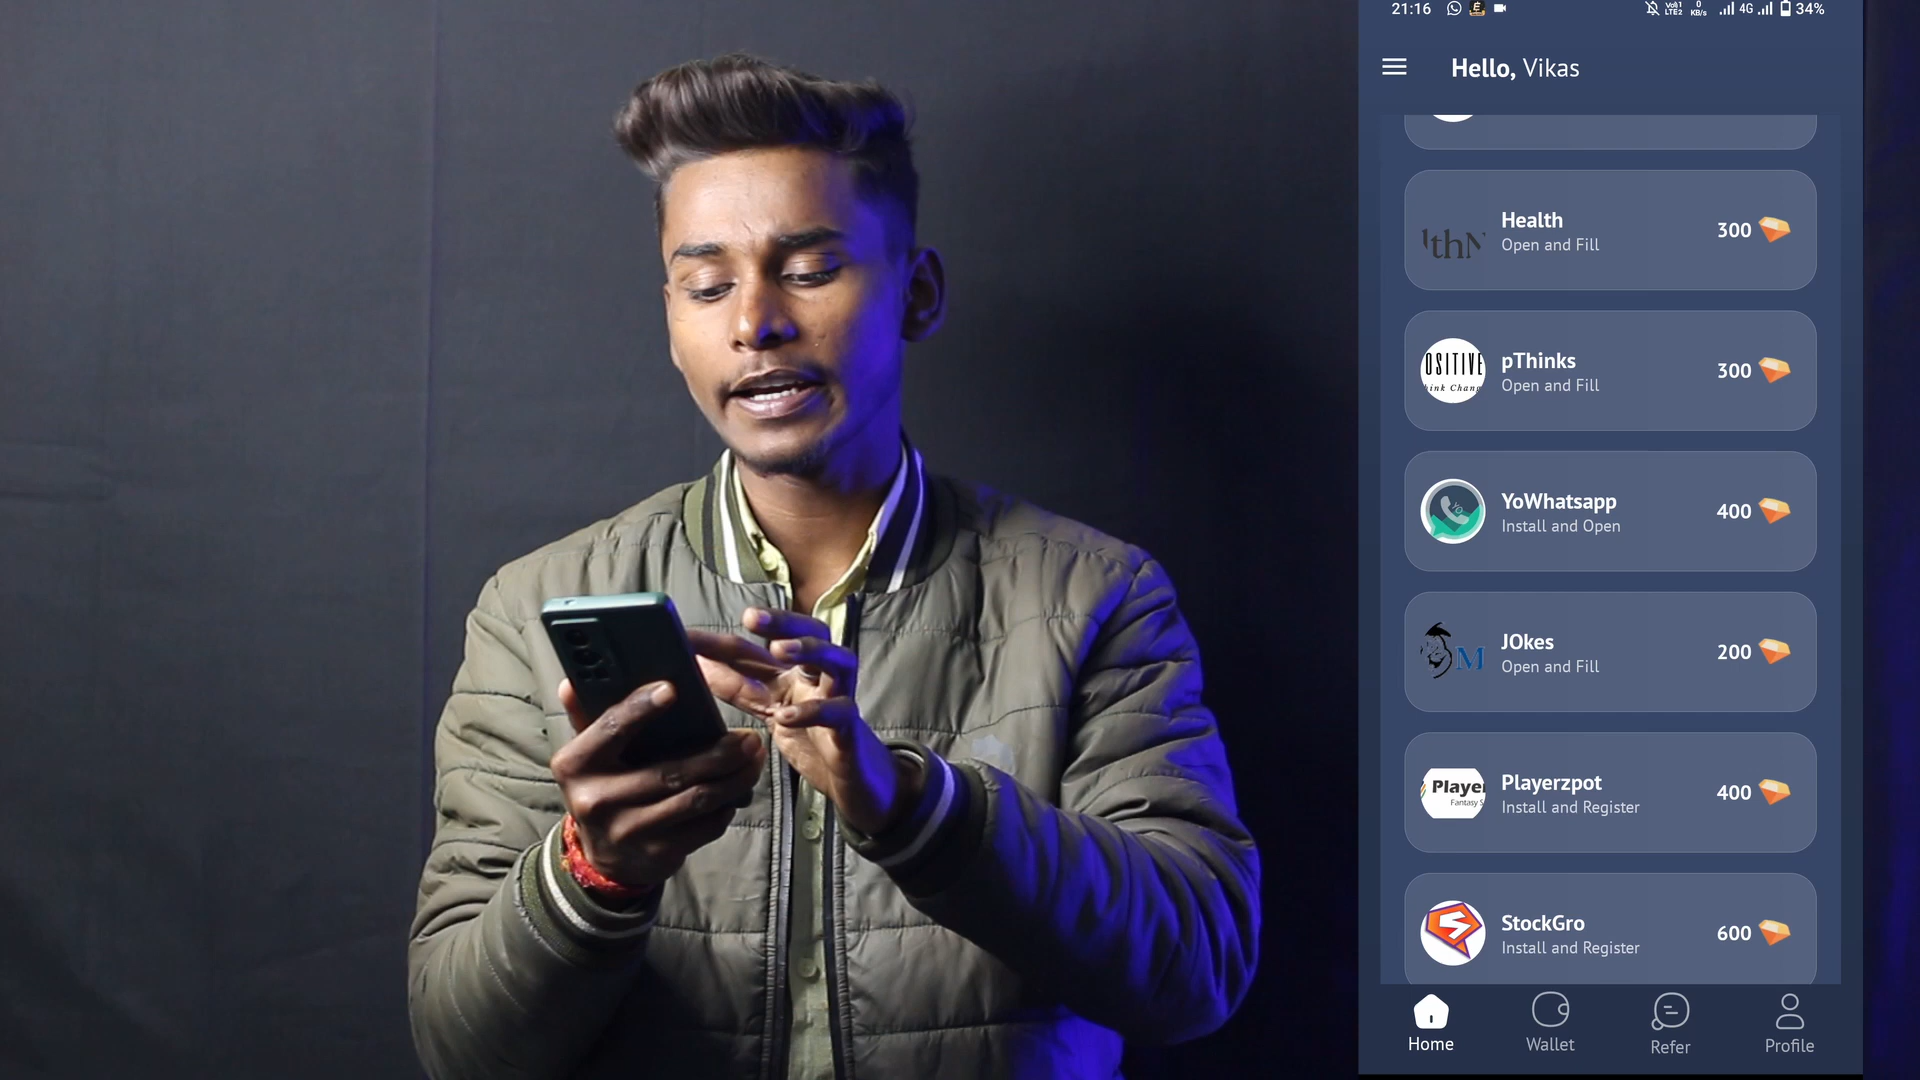 21:16
4G 34%
Hello, Vikas
Health
Open and Fill
300
pThinks
Open and Fill
300
YoWhatsapp
Install and Open
400
JOkes
Open and Fill
200
Playerzpot
Install and Register
400
StockGro
Install and Register
600
Home
Wallet
Refer
Profile